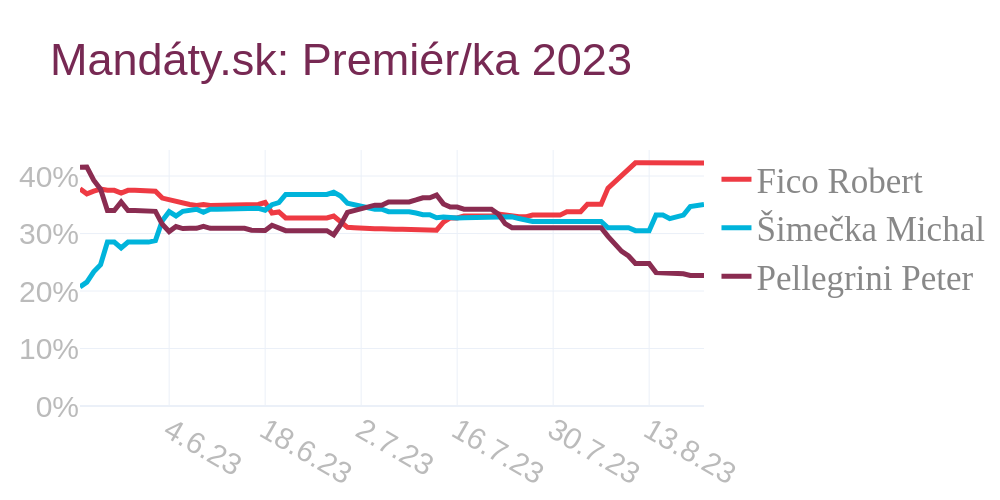 Mandáty.sk: Premiér/ka 2023
40%
30%
20%
10%
0%
4.6.23
18.6.23
2.7.23
16.7.23
30.7.23
13.8.23
Fico Robert
Šimečka Michal
Pellegrini Peter